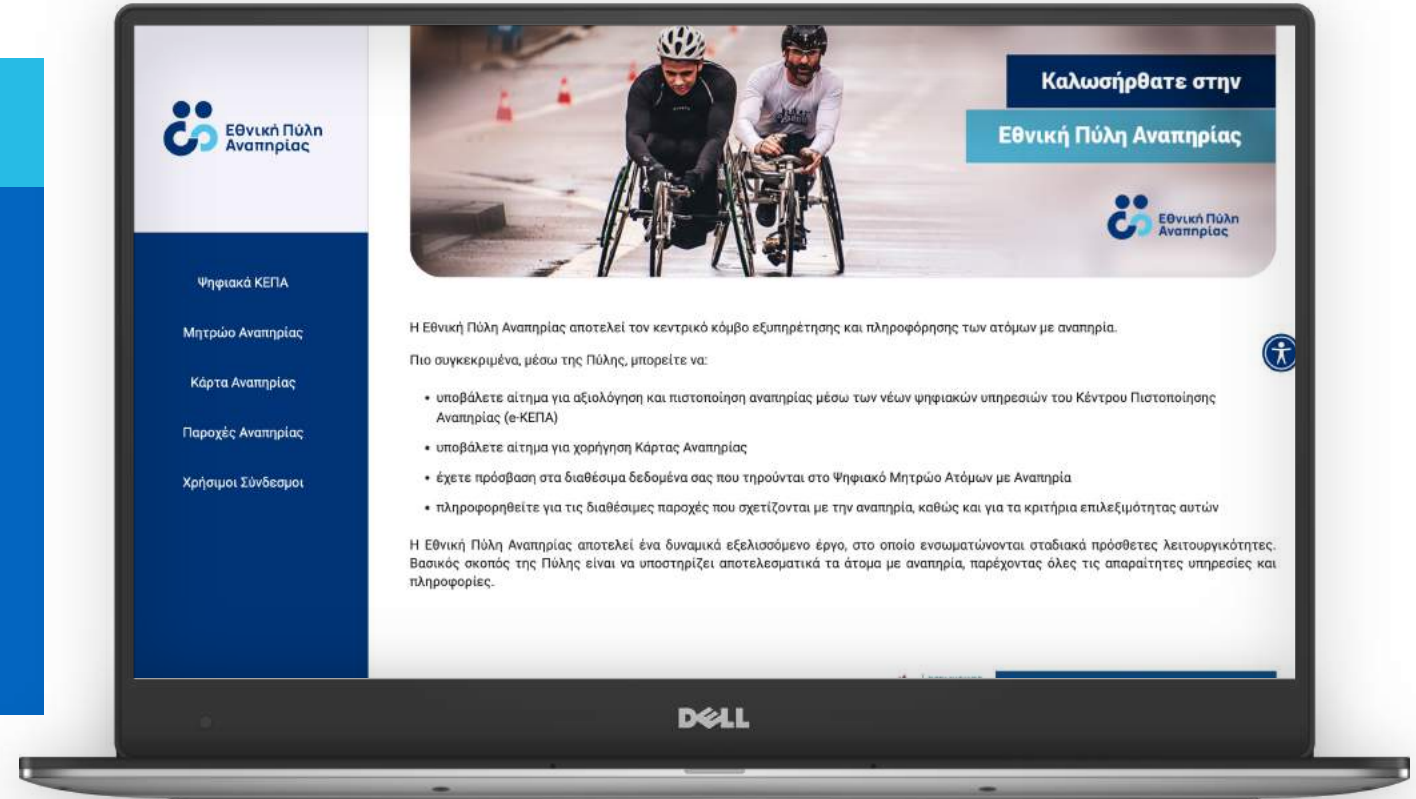 Εθνική Πύλη
Αναπηρίας
Ψηφιακά ΚΕΠΑ
Μητρώο Αναπηρίας
Κάρτα Αναπηρίας
Παροχές Αναπηρίας
Χρήσιμοι Σύνδεσμοι
Καλωσήρθατε στην
Εθνική Πύλη Αναπηρίας
Εθνική Πύλη
Αναπηρίας
Η Εθνική Πύλη Αναπηρίας αποτελεί τον κεντρικό κόμβο εξυπηρέτησης και πληροφόρησης των ατόμων με αναπηρία.
Πιο συγκεκριμένα, μέσω της Πύλης, μπορείτε να:
• υποβάλετε αίτημα για αξιολόγηση και πιστοποίηση αναπηρίας μέσω των νέων ψηφιακών υπηρεσιών του Κέντρου Πιστοποίησης
Αναπηρίας (e-ΚΕΠΑ)
• υποβάλετε αίτημα για χορήγηση Κάρτας Αναπηρίας
• έχετε πρόσβαση στα διαθέσιμα δεδομένα σας που τηρούνται στο Ψηφιακό Μητρώο Ατόμων με Αναπηρία
• πληροφορηθείτε για τις διαθέσιμες παροχές που σχετίζονται με την αναπηρία, καθώς και για τα κριτήρια επιλεξιμότητας αυτών
Η Εθνική Πύλη Αναπηρίας αποτελεί ένα δυναμικά εξελισσόμενο έργο, στο οποίο ενσωματώνονται σταδιακά πρόσθετες λειτουργικότητες.
Βασικός σκοπός της Πύλης είναι να υποστηρίζει αποτελεσματικά τα άτομα με αναπηρία, παρέχοντας όλες τις απαραίτητες υπηρεσίες και
πληροφορίες.
DELL